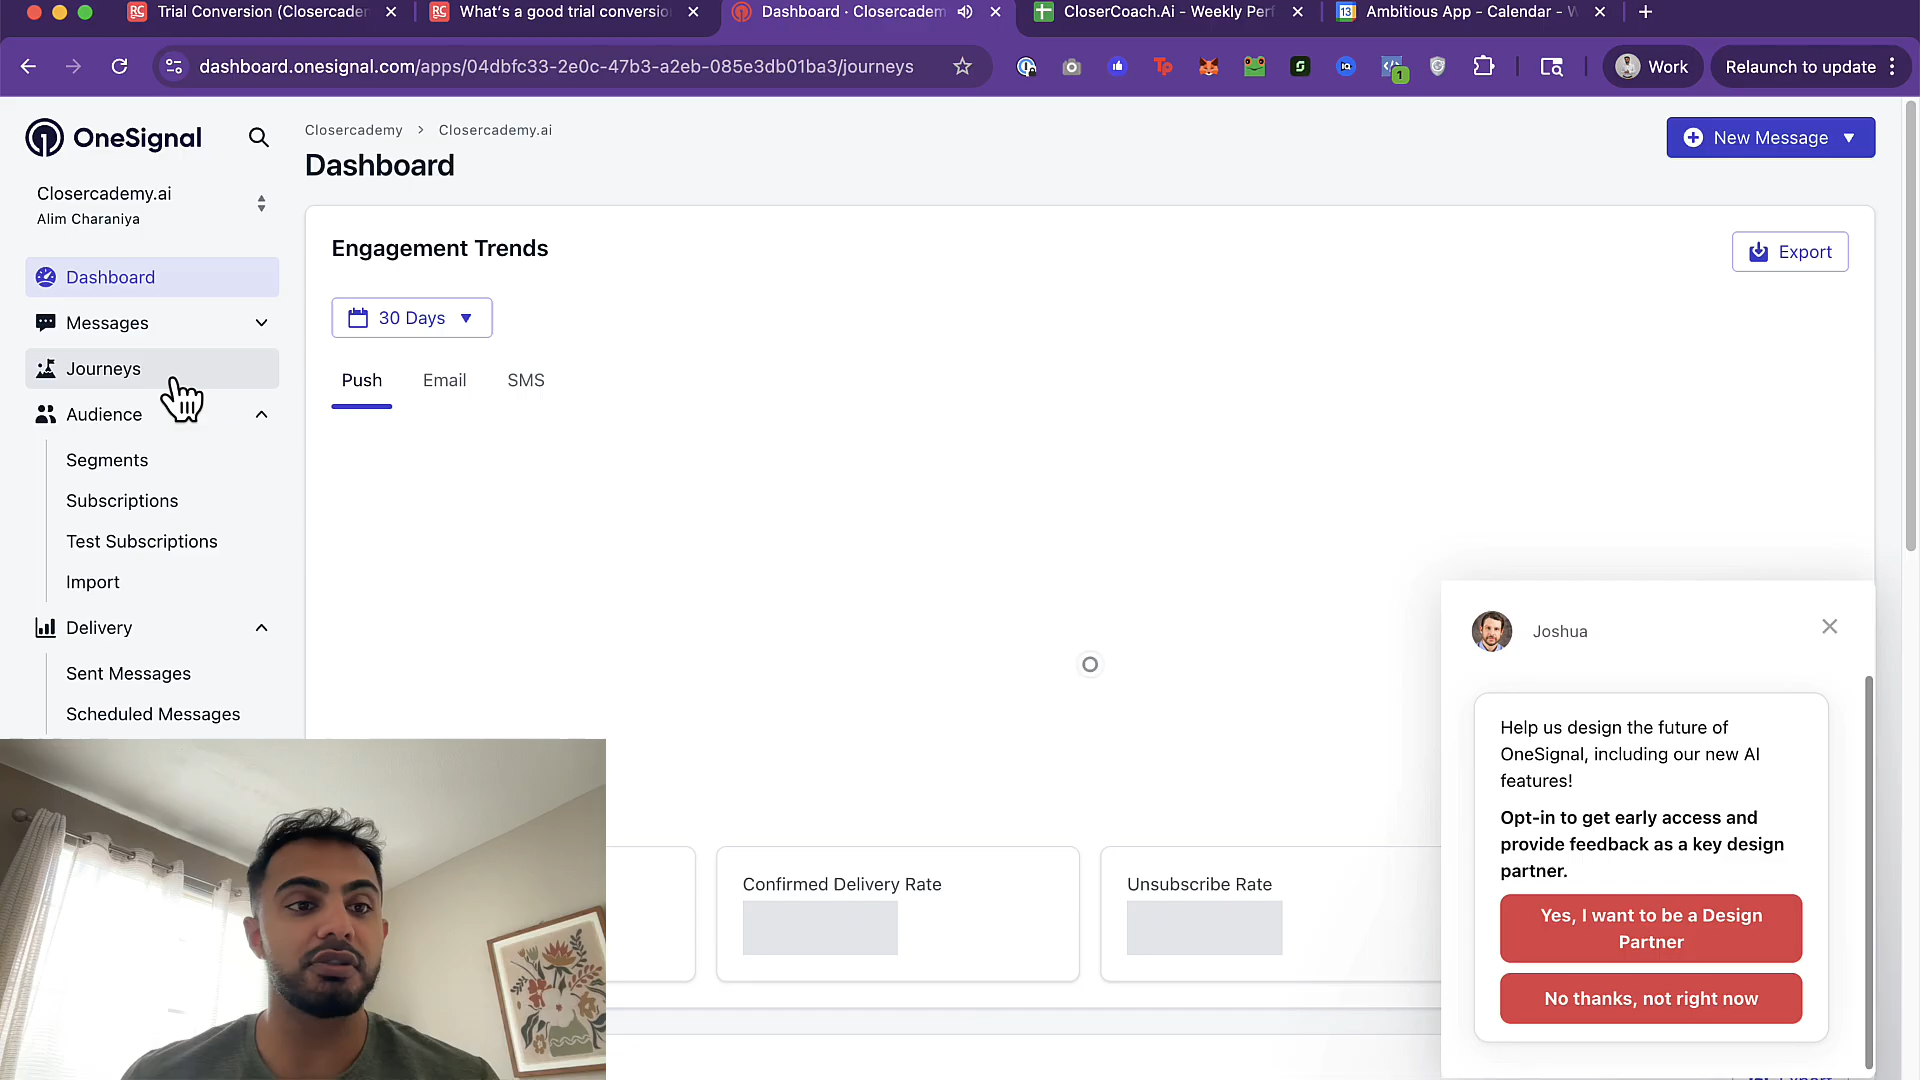 Trial Conversion (Closercader
What's a good trial conversio
Dashboard · Closercadem
CloserCoach.Ai - Weekly Perf
13
Ambitious App - Calendar - W
dashboard.onesignal.com/apps/04dbfc33-2e0c-47b3-a2eb-085e3db01ba3/journeys
1
Work
Relaunch to update
OneSignal
Closercademy.ai
Alim Charaniya
Dashboard
Messages
Journeys
Audience
Segments
Subscriptions
Test Subscriptions
Import
Delivery
Sent Messages
Scheduled Messages
Closercademy > Closercademy.ai
Dashboard
New Message
Engagement Trends
Export
30 Days
Push
Email
SMS
Confirmed Delivery Rate
Unsubscribe Rate
Joshua
Help us design the future of
OneSignal, including our new AI
features!
Opt-in to get early access and
provide feedback as a key design
partner.
Yes, I want to be a Design
Partner
No thanks, not right now